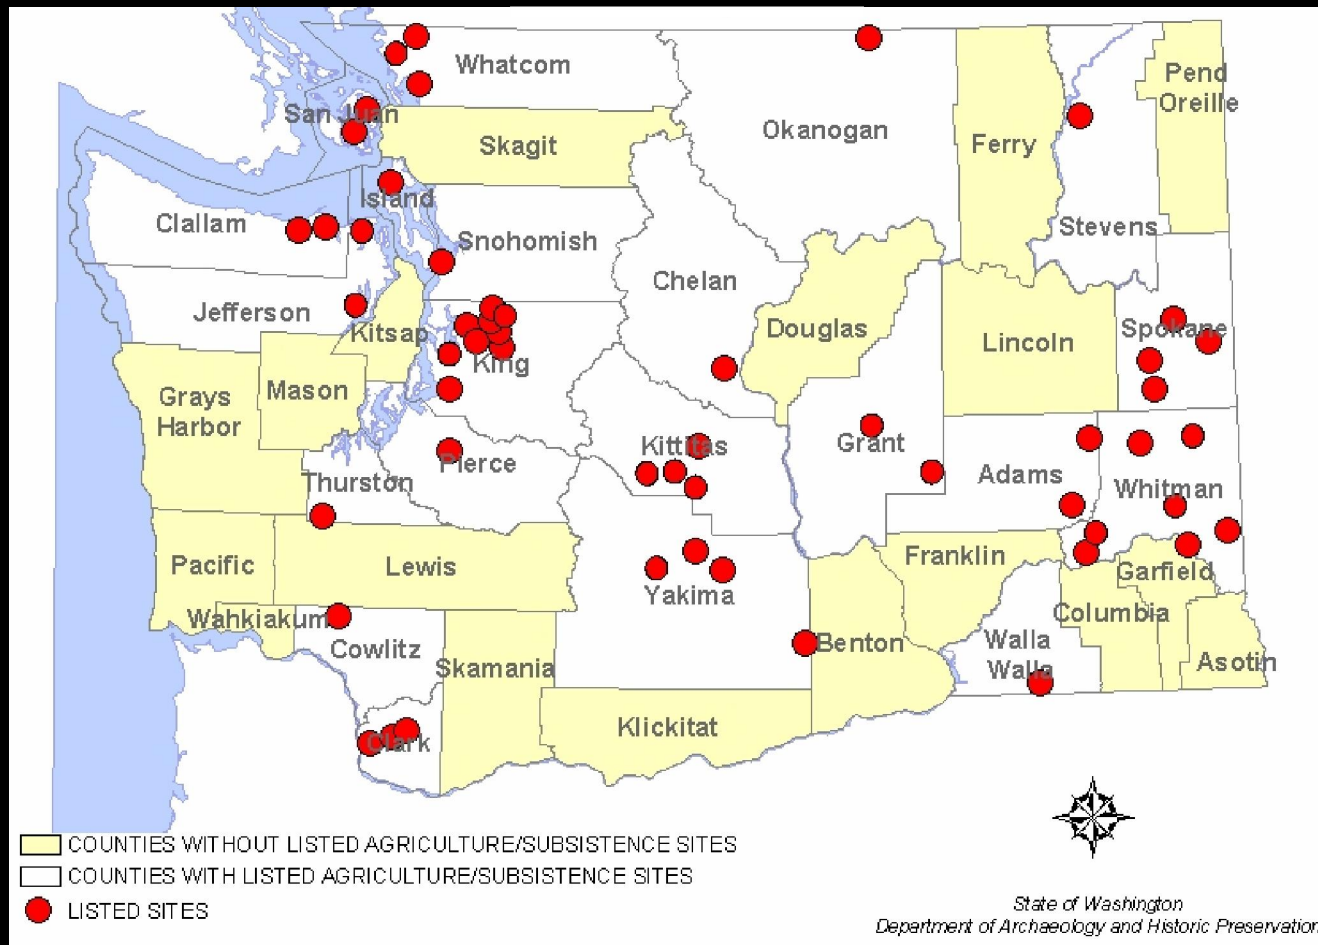 Whatcom
Pend
Oreille
San Juan
Okanogan
Skagit
Ferry
Island
Clallam
Stevens
Snohomish
Chelan
Jefferson
Kitsap
Douglas
Spokane
Lincoln
King
Mason
Grays
Harbor
Kittitas
Grant
Pierce
Adams
Thurston
Whitman
Pacific
Lewis
Franklin
Garfield
Yakima
Wahkiakum
Columbia
Cowlitz
Benton
Walla
Walla
Skamania
Asotin
Klickitat
Clark
COUNTIES WITHOUT LISTED AGRICULTURE/SUBSISTENCE SITES
COUNTIES WITH LISTED AGRICULTURE/SUBSISTENCE SITES
LISTED SITES
State of Washington
Department of Archaeology and Historic Preservation